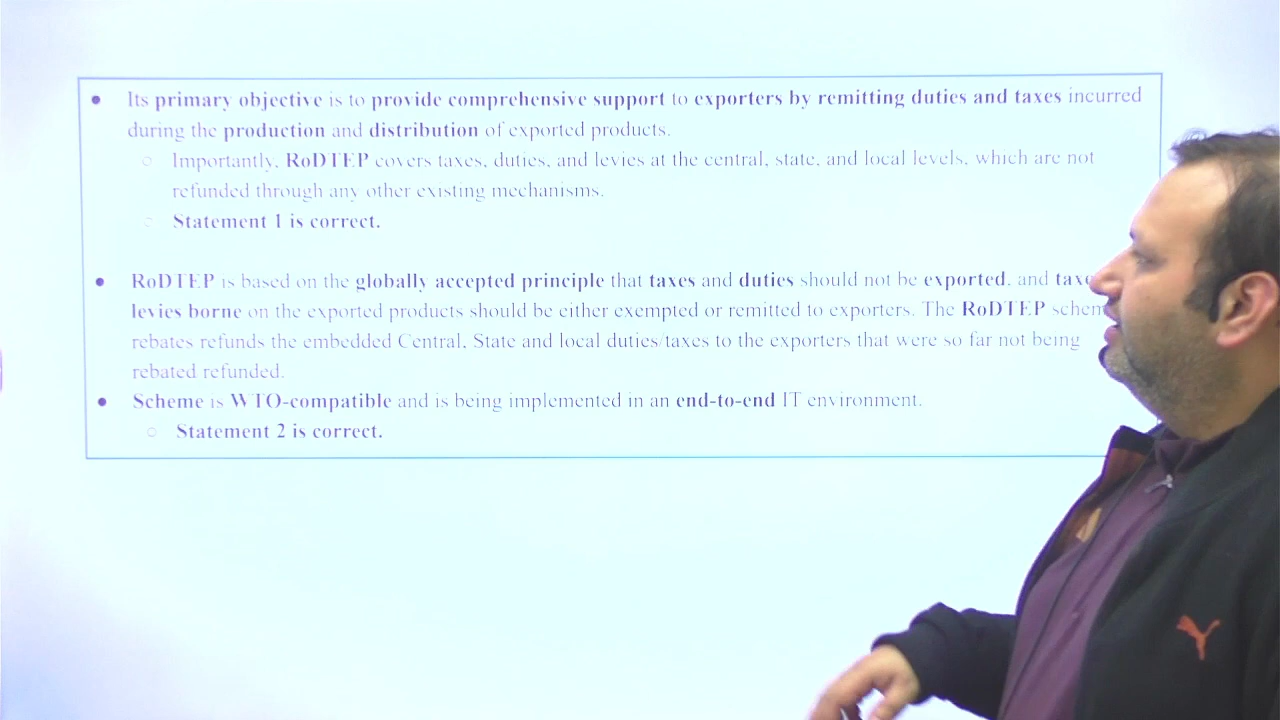 Its primary objective is to provide comprehensive support to exporters by remitting duties and taxes incurred
during the production and distribution of exported products.
Importantly, RoDTEP covers taxes, duties, and levies at the central, state, and local levels, which are not
refunded through any other existing mechanisms.
Statement 1 is correct.
RoDTEP is based on the globally accepted principle that taxes and duties should not be exported, and
levies borne on the exported products should be either exempted or remitted to exporters. The RoDTEP
rebates refunds the embedded Central, State and local duties/taxes to the exporters that were so far not being
rebated refunded.
Scheme is WTO-compatible and is being implemented in an end-to-end IT environment.
Statement 2 is correct.